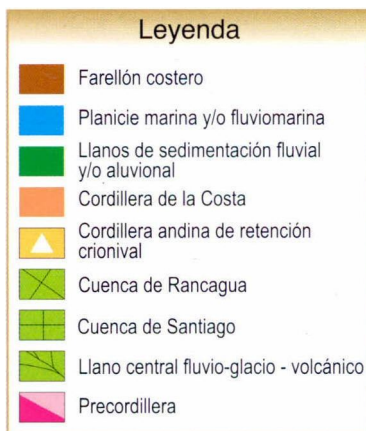 Leyenda
Farellón costero
Planicie marina y/o fluviomarina
Llanos de sedimentación fluvial
y/o aluvional
Cordillera de la Costa
Cordillera andina de retención
crionival
Cuenca de Rancagua
Cuenca de Santiago
Llano central fluvio-glacio - volcánico
Precordillera